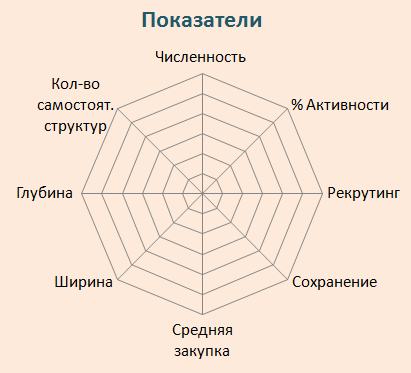 Показатели
Численность
Кол-во
самостоят.
структур
% Активности
Глубина
Рекрутинг
Ширина
Сохранение
Средняя
закупка